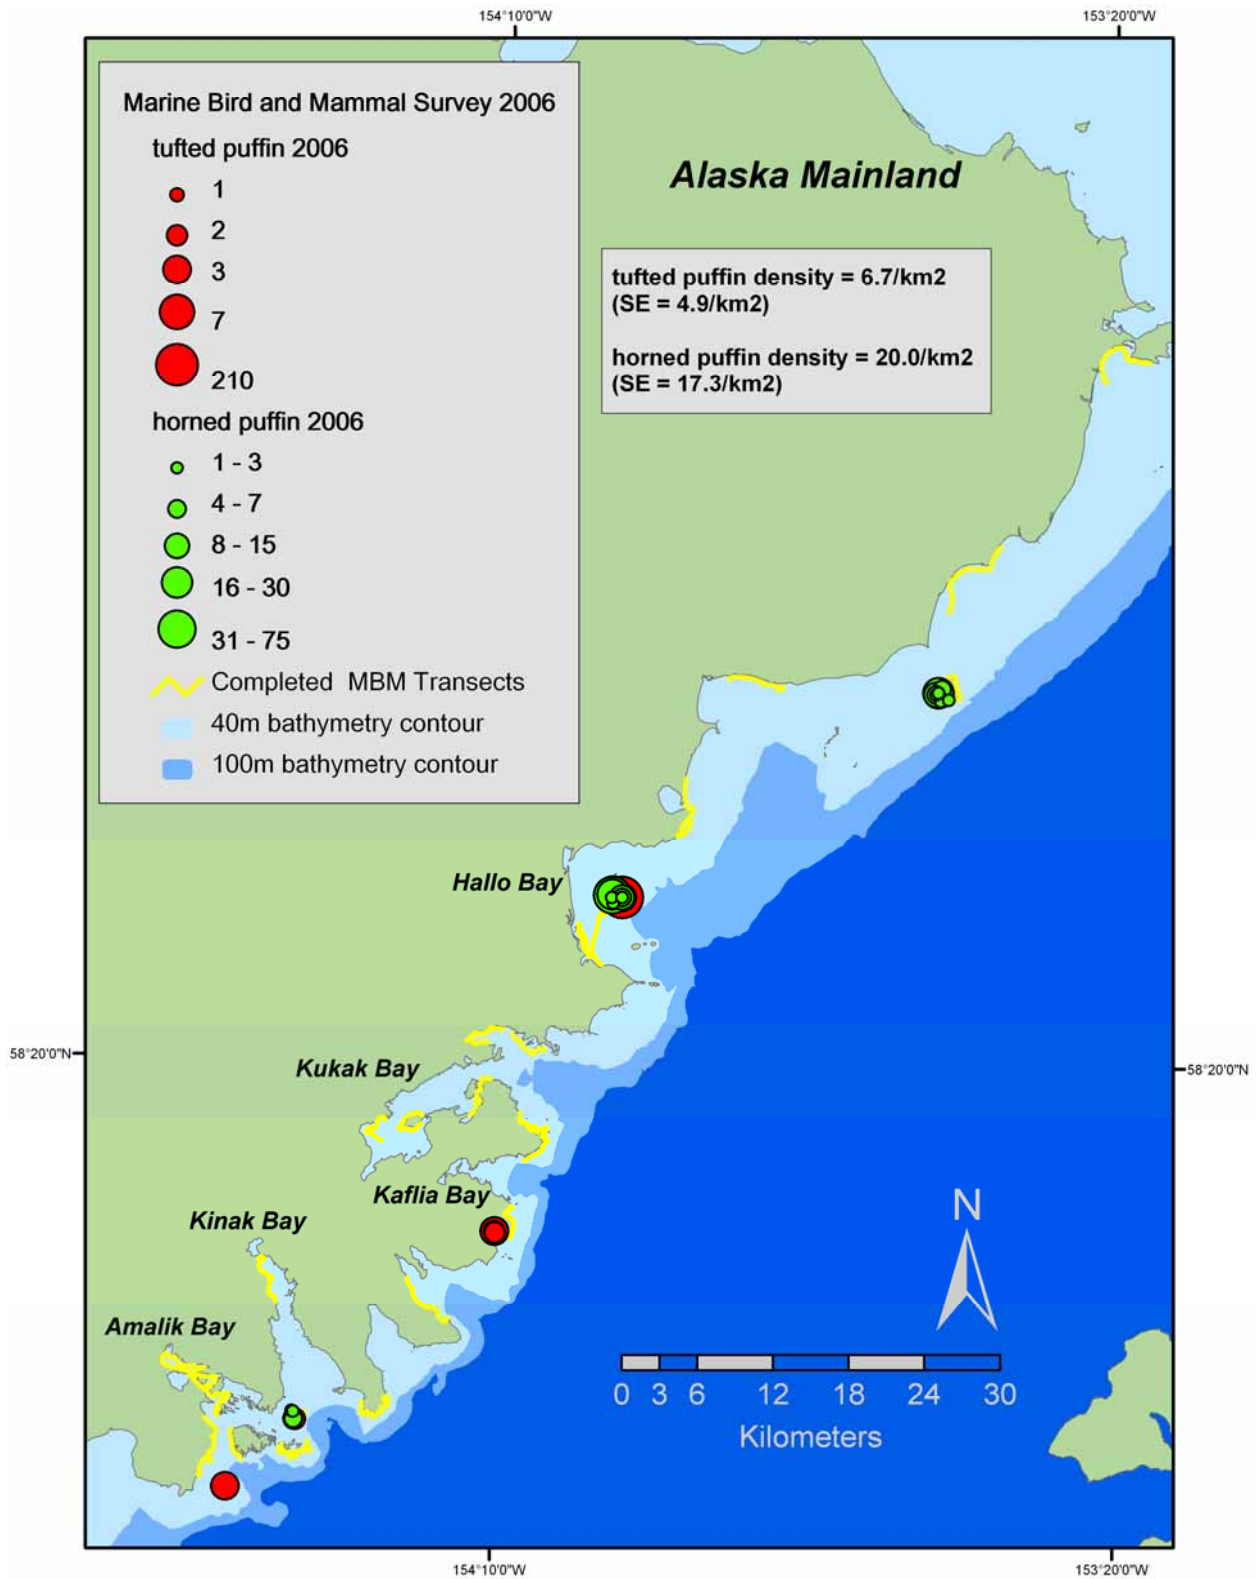 154°10'0"W
153°20'0"W
Marine Bird and Mammal Survey 2006
tufted puffin 2006
1
2
3
7
210
horned puffin 2006
1 - 3
4 - 7
8 - 15
16 - 30
31 - 75
Completed MBM Transects
40m bathymetry contour
100m bathymetry contour
Alaska Mainland
tufted puffin density = 6.7/km2
(SE = 4.9/km2)
horned puffin density = 20.0/km2
(SE = 17.3/km2)
Hallo Bay
58°20'0"N
Kukak Bay
58°20'0"N
Kaflia Bay
Kinak Bay
Amalik Bay
N
0 3 6 12 18 24 30
Kilometers
154°10'0"W
153°20'0"W